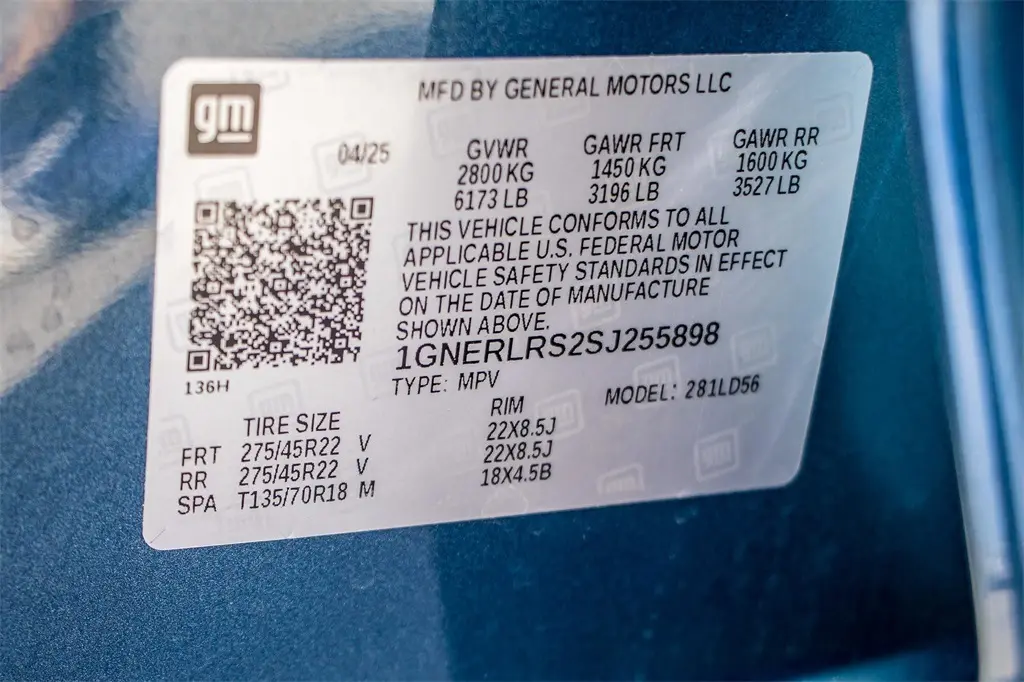 gm
MFD BY GENERAL MOTORS LLC
04/25
GVWR GAWR FRT GAWR RR
2800 KG 1450 KG 1600 KG
6173 LB 3196 LB 3527 LB
THIS VEHICLE CONFORMS TO ALL
APPLICABLE U.S. FEDERAL MOTOR
VEHICLE SAFETY STANDARDS IN EFFECT
ON THE DATE OF MANUFACTURE
SHOWN ABOVE.
1GNERLRS2SJ255898
136H
TYPE: MPV MODEL: 281LD56
TIRE SIZE RIM
FRT 275/45R22 V 22X8.5J
RR 275/45R22 V 22X8.5J
SPA T135/70R18 M 18X4.5B